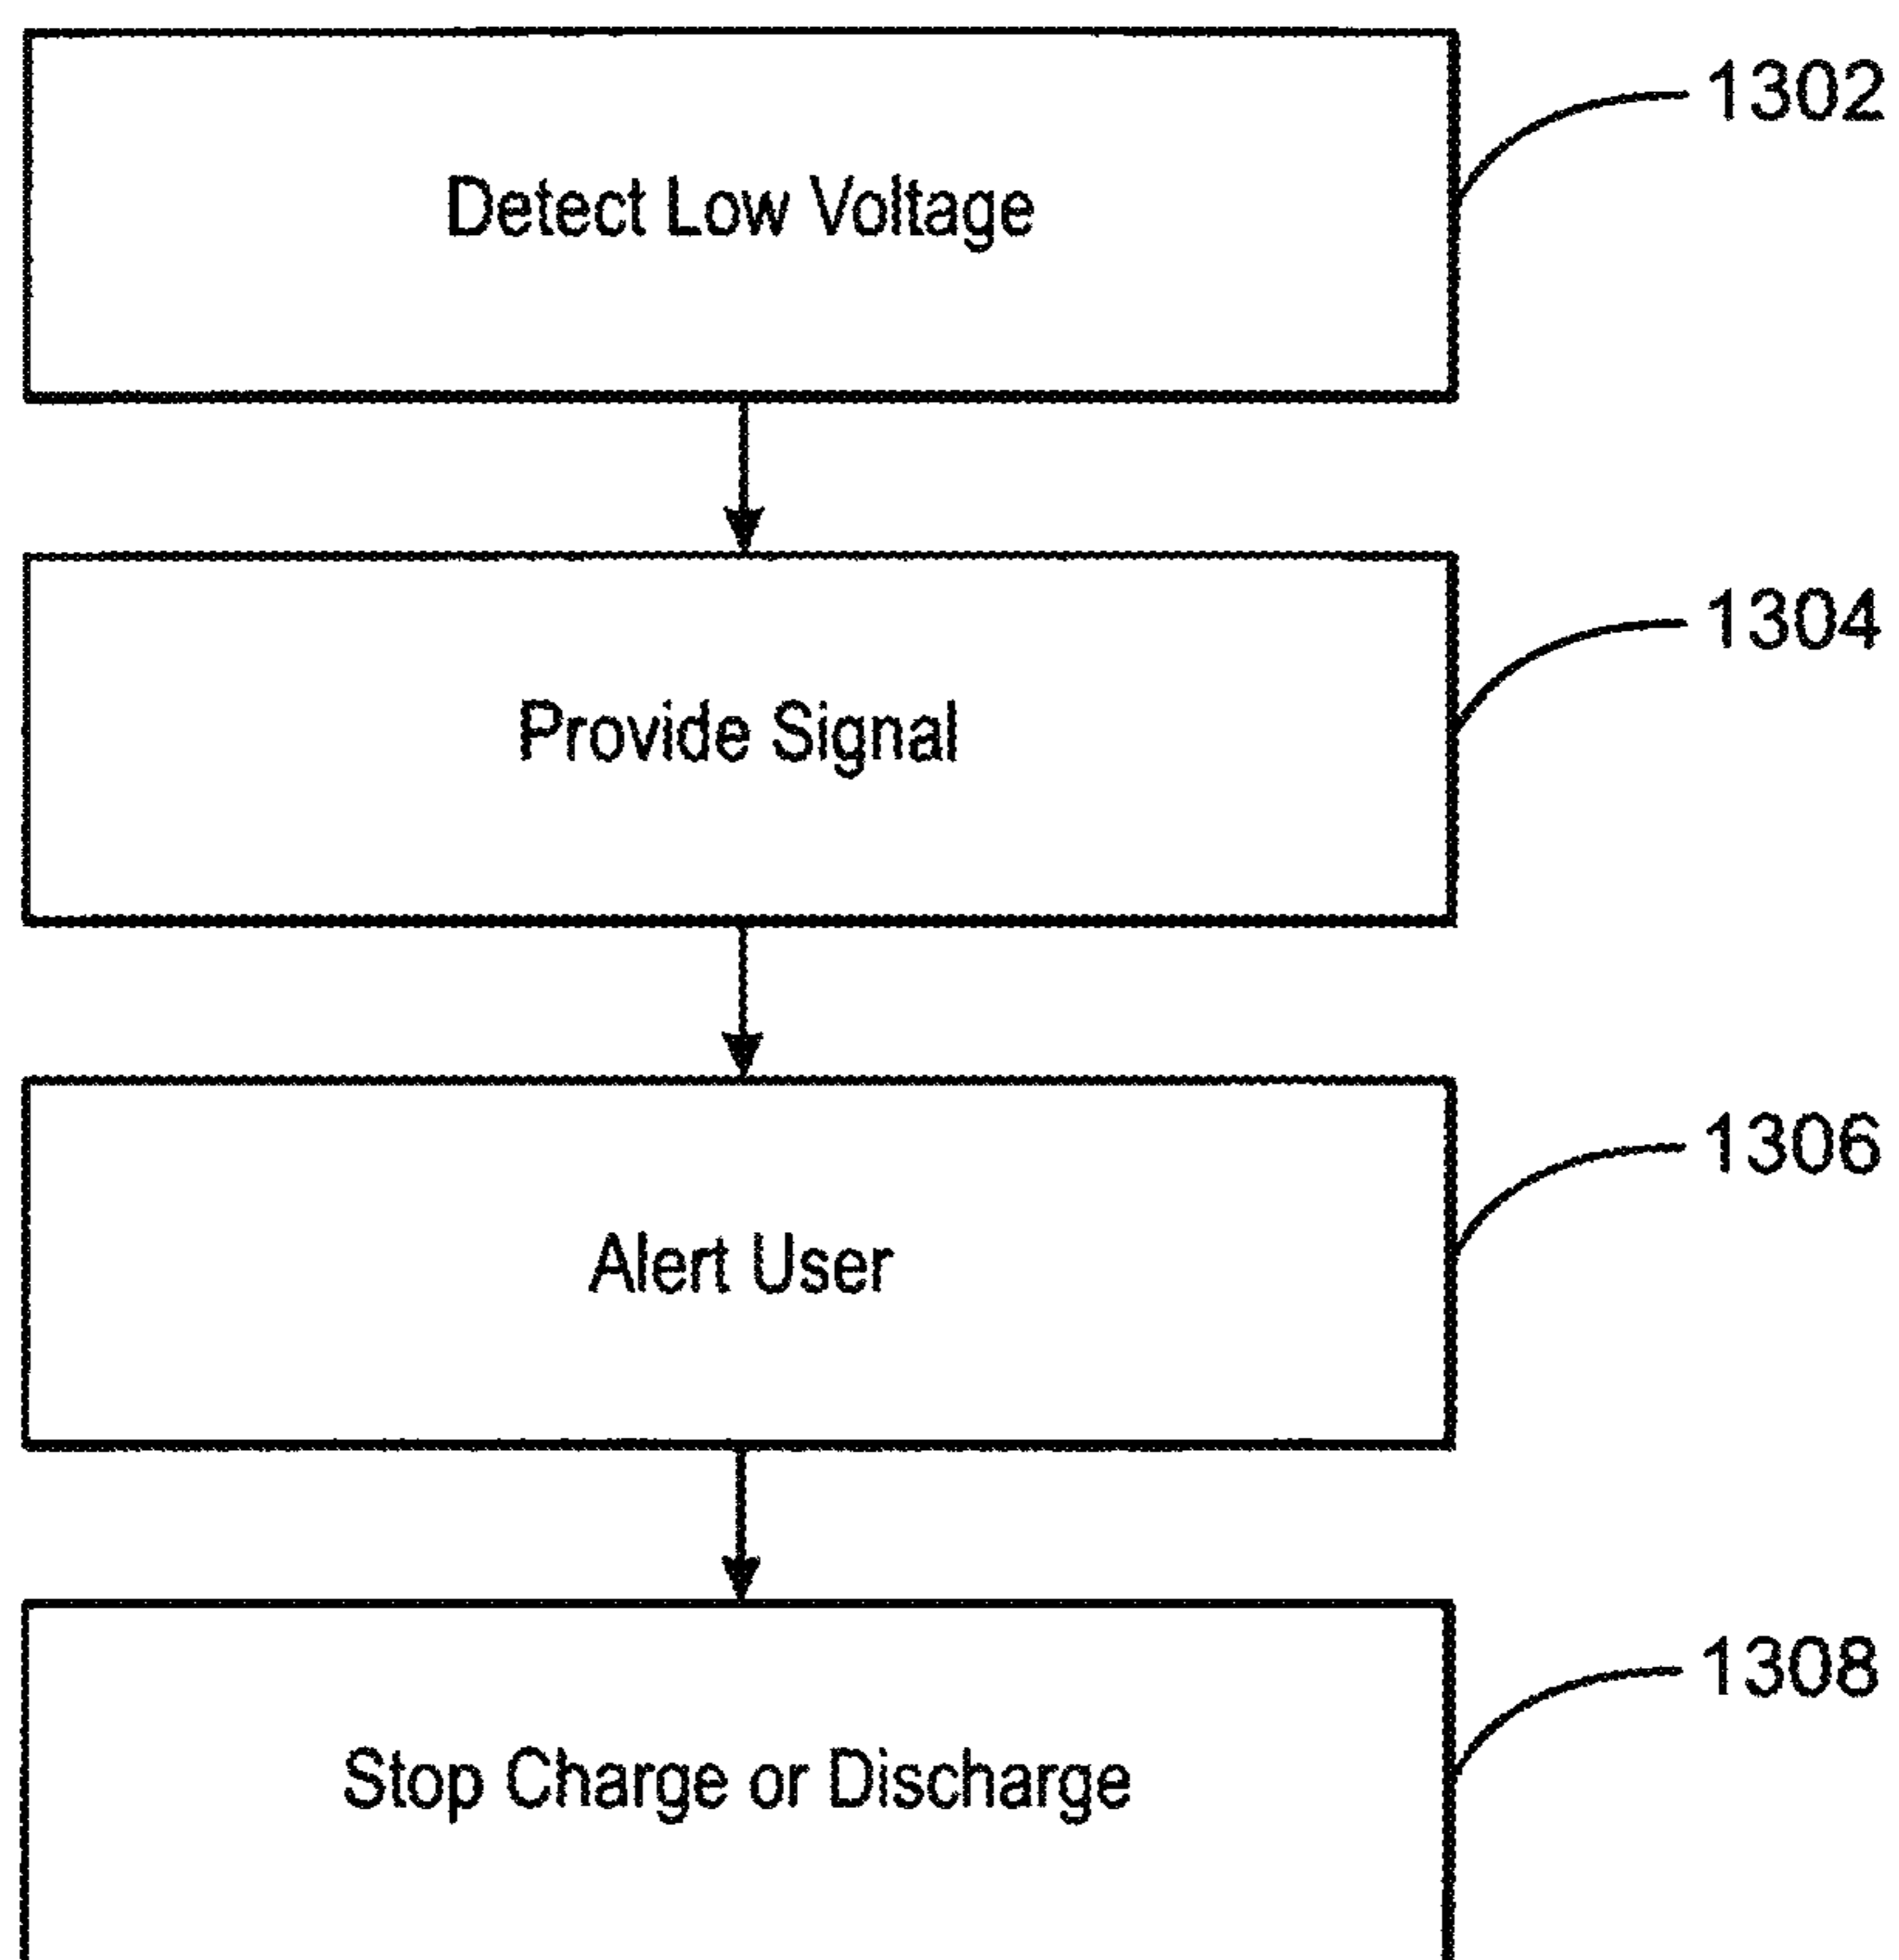 Detect Low Voltage
1302
Provide Signal
1304
Alert User
1306
Stop Charge or Discharge
1308